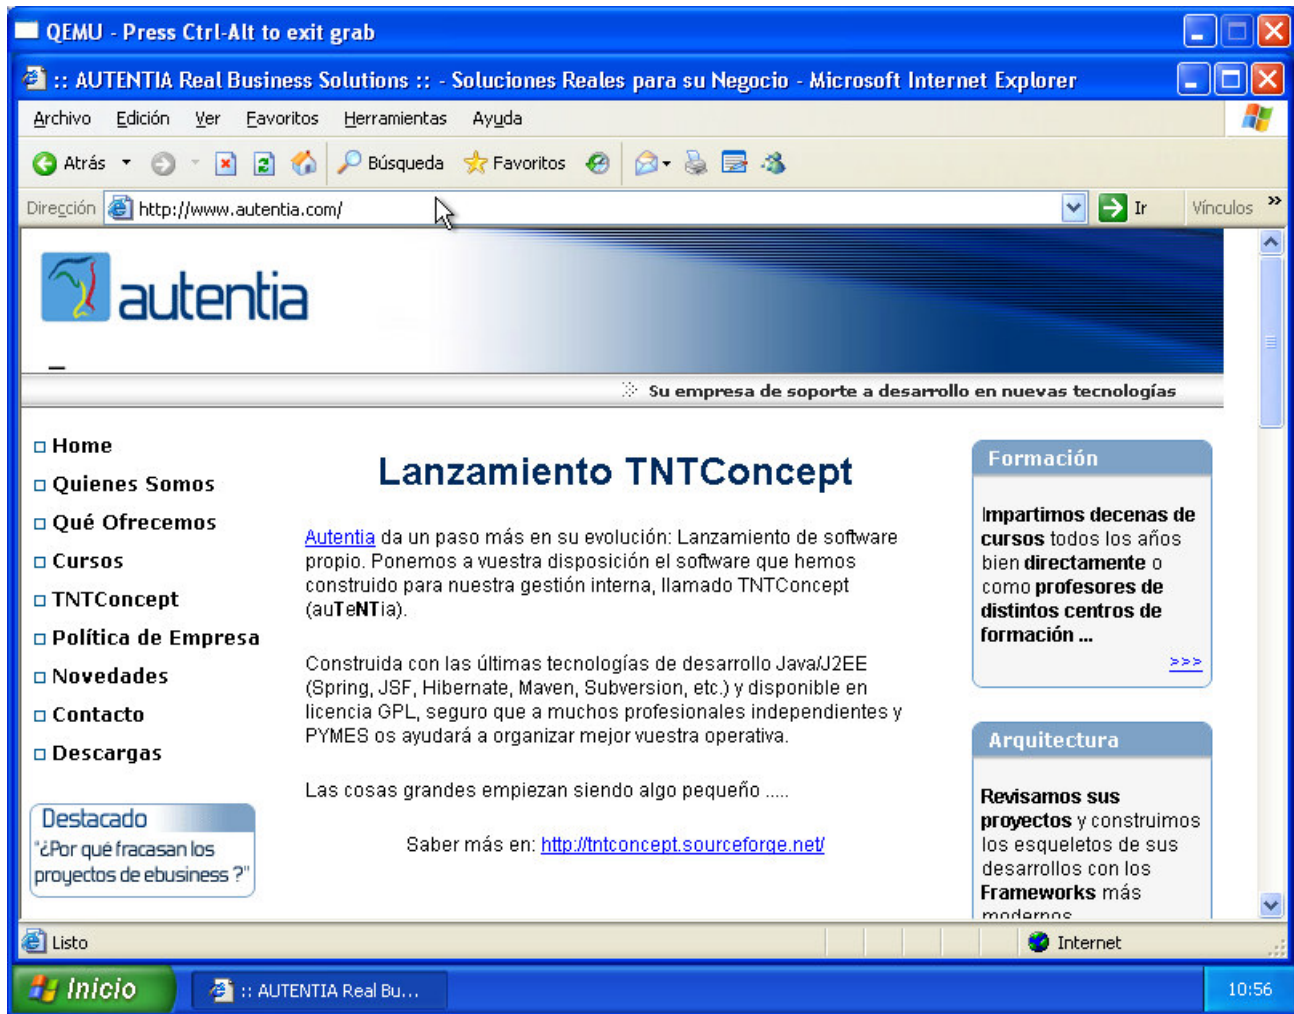 QEMU - Press Ctrl-Alt to exit grab
:: AUTENTIA Real Business Solutions :: - Soluciones Reales para su Negocio - Microsoft Internet Explorer
Archivo Edición Ver Favoritos Herramientas Ayuda
Atrás Búsqueda Favoritos
Dirección http://www.autentia.com/ Ir Vínculos »
autentia
Su empresa de soporte a desarrollo en nuevas tecnologías
Home
Quienes Somos
Qué Ofrecemos
Cursos
TNTConcept
Política de Empresa
Novedades
Contacto
Descargas
Destacado
"¿Por qué fracasan los
proyectos de ebusiness ?"
Lanzamiento TNTConcept
Autentia da un paso más en su evolución: Lanzamiento de software
propio. Ponemos a vuestra disposición el software que hemos
construido para nuestra gestión interna, llamado TNTConcept
(auTeNTia).
Construida con las últimas tecnologías de desarrollo Java/J2EE
(Spring, JSF, Hibernate, Maven, Subversion, etc.) y disponible en
licencia GPL, seguro que a muchos profesionales independientes y
PYMES os ayudará a organizar mejor vuestra operativa.
Las cosas grandes empiezan siendo algo pequeño .....
Saber más en: http://tntconcept.sourceforge.net/
Formación
Impartimos decenas de
cursos todos los años
bien directamente o
como profesores de
distintos centros de
formación ...
>>>
Arquitectura
Revisamos sus
proyectos y construimos
los esqueletos de sus
desarrollos con los
Frameworks más
modernos
Listo Internet
Inicio :: AUTENTIA Real Bu... 10:56